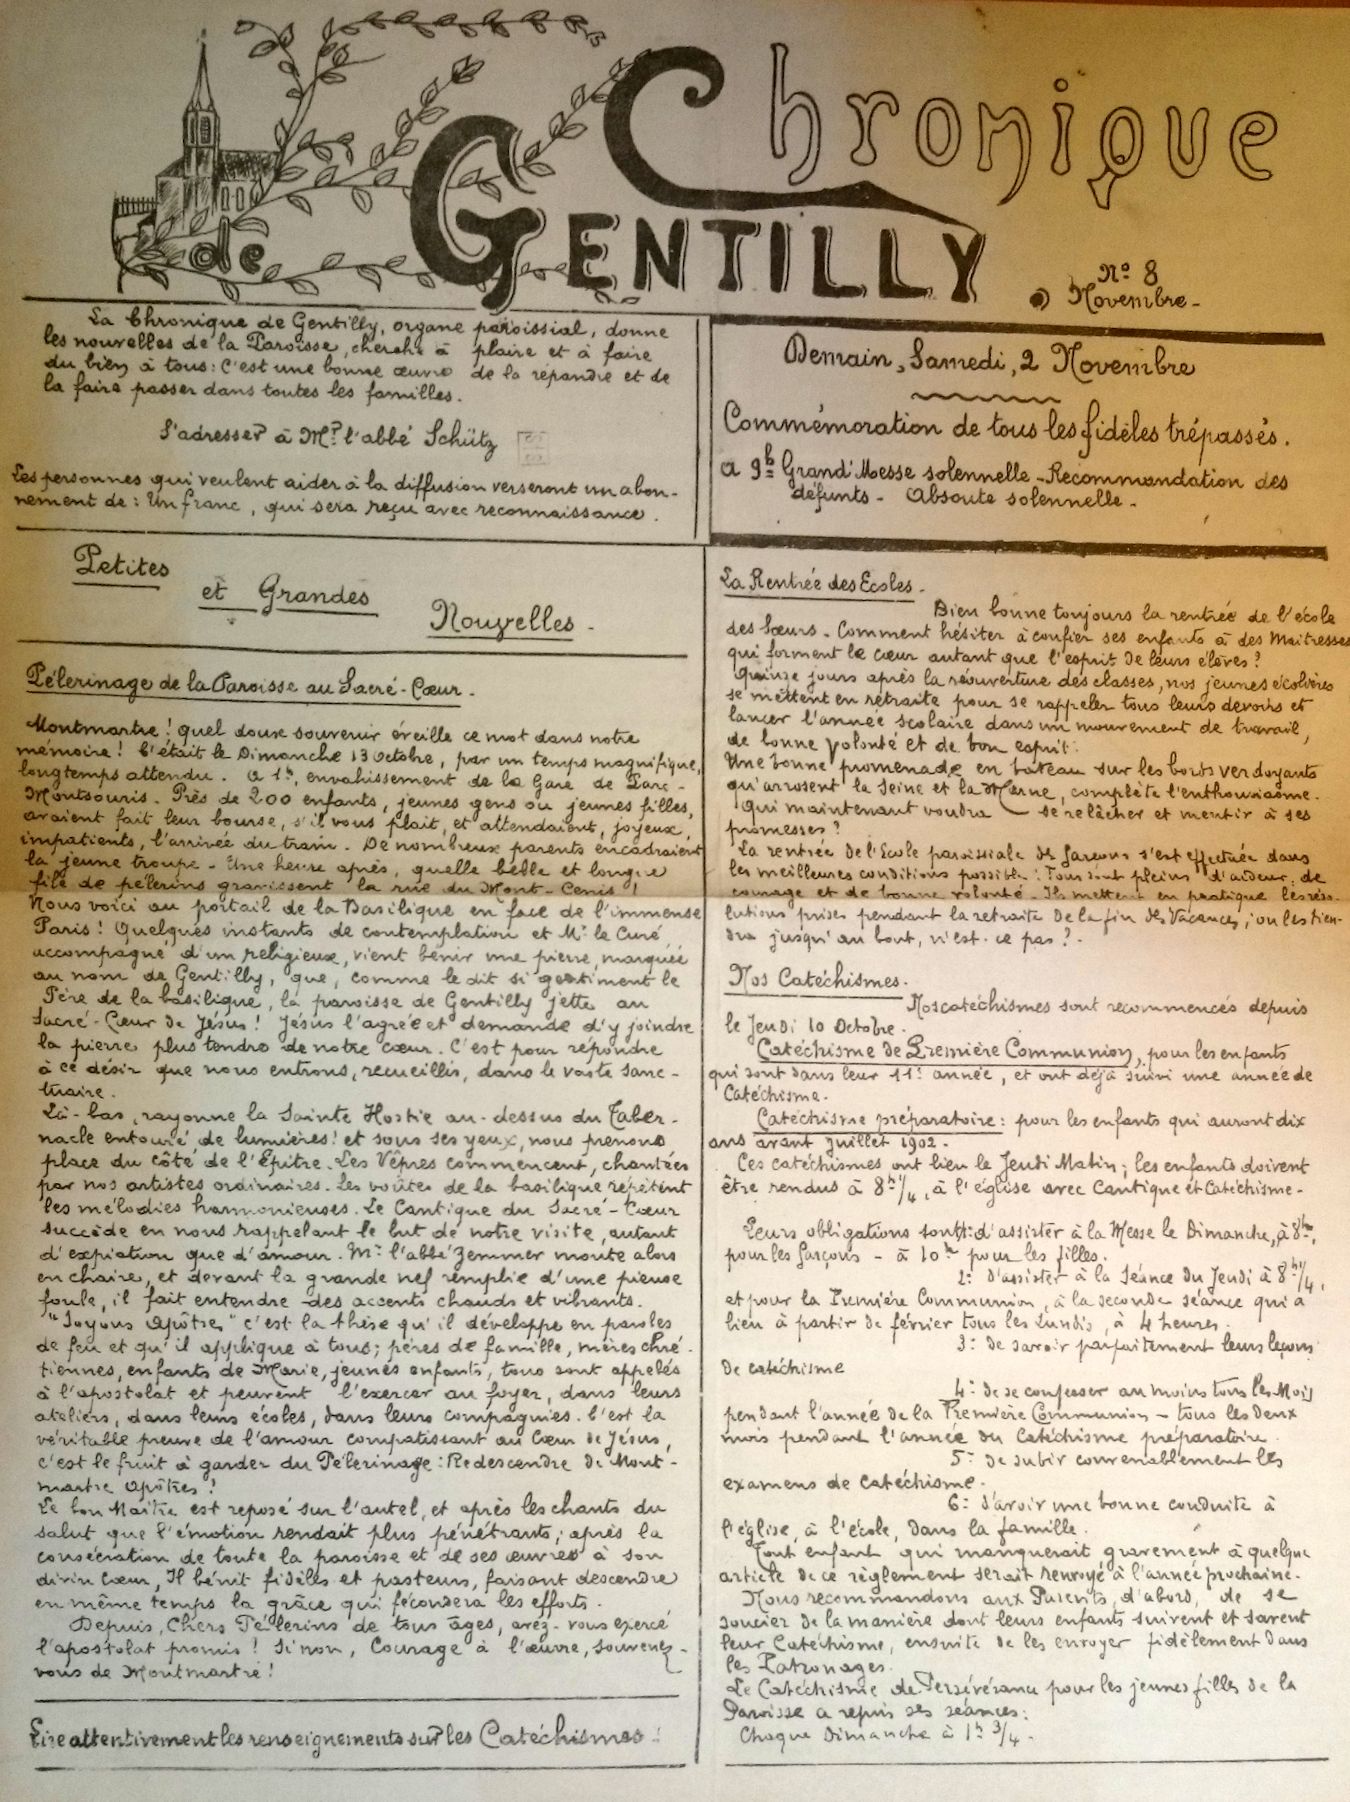 Chronique
de GENTILLY
N° 8
Novembre -
La Chronique de Gentilly, organe paroissial, donne
les nouvelles de la Paroisse, cherche à plaire et à faire
du bien à tous : C'est une bonne œuvre de la répandre et de
la faire passer dans toutes les familles.
S'adresser à Mr l'abbé Schütz
Les personnes qui veulent aider à la diffusion verseront un abon-
nement de : Un franc, qui sera reçu avec reconnaissance.
Demain, Samedi, 2 Novembre
Commémoration de tous les fidèles trépassés.
à 9h Grand'Messe solennelle - Recommandation des
défunts - Absoute solennelle -
Petites
et Grandes
Nouvelles -
Pélerinage de la Paroisse au Sacré-Cœur.
Montmartre ! quel doux souvenir éveille ce mot dans notre
mémoire ! C'était le Dimanche 13 Octobre, par un temps magnifique,
longtemps attendu. à 1h, envahissement de la Gare de Parc-
Montsouris. Près de 200 enfants, jeunes gens ou jeunes filles,
avaient fait leur bourse, s'il vous plait, et attendaient, joyeux,
impatients, l'arrivée du train. De nombreux parents encadraient
la jeune troupe - Une heure après, quelle belle et longue
file de pélerins gravissent la rue du Mont-Cenis !
Nous voici au portail de la Basilique en face de l'immense
Paris ! Quelques instants de contemplation et Mr le Curé,
accompagné d'un religieux, vient bénir une pierre, marquée
au nom de Gentilly, que, comme le dit si gentiment le
Père de la basilique, la paroisse de Gentilly jette au
Sacré-Cœur de Jésus ! Jésus l'agrée et demande d'y joindre
la pierre plus tendre de notre cœur. C'est pour répondre
à ce désir que nous entrons, recueillis, dans le vaste sanc-
tuaire.
Là-bas, rayonne la Sainte Hostie au-dessus du Taber-
nacle entouré de lumières ! et sous ses yeux, nous prenons
place du côté de l'Epitre. Les Vêpres commencent, chantées
par nos artistes ordinaires. Les voûtes de la basilique répètent
les mélodies harmonieuses. Le Cantique du Sacré-Cœur
succède en nous rappelant le but de notre visite, autant
d'expiation que d'amour. Mr l'abbé Zemmer monte alors
en chaire, et devant la grande nef remplie d'une pieuse
foule, il fait entendre des accents chauds et vibrants.
"Soyons Apôtres" c'est la thèse qu'il développe en paroles
de feu et qu'il applique à tous ; pères de famille, mères chré-
tiennes, enfants de Marie, jeunes enfants, tous sont appelés
à l'apostolat et peuvent l'exercer au foyer, dans leurs
ateliers, dans leurs écoles, dans leurs compagnies. C'est la
véritable preuve de l'amour compatissant au Cœur de Jésus,
c'est le fruit à garder du Pélerinage : Redescendre de Mont-
martre Apôtres !
Le bon Maître est reposé sur l'autel, et après les chants du
salut que l'émotion rendait plus pénétrants ; après la
consécration de toute la paroisse et de ses œuvres à son
divin Cœur, Il bénit fidèles et pasteurs, faisant descendre
en même temps la grâce qui fécondera les efforts.
Depuis, Chers Pélerins de tous âges, avez-vous exercé
l'apostolat promis ! Sinon, Courage à l'œuvre, souvenez-
vous de Montmartre !
Lire attentivement les renseignements sur les Catéchismes !
La Rentrée des Ecoles -
Bien bonne toujours la rentrée de l'école
des Sœurs - Comment hésiter à confier ses enfants à des Maitresses
qui forment le cœur autant que l'esprit de leurs élèves ?
Quinze jours après la réouverture des classes, nos jeunes écolières
se mettent en retraite pour se rappeler tous leurs devoirs et
lancer l'année scolaire dans un mouvement de travail,
de bonne volonté et de bon esprit.
Une bonne promenade en bateau sur les bords verdoyants
qu'arrosent la Seine et la Marne, complète l'enthousiasme.
Qui maintenant voudra se relâcher et mentir à ses
promesses ?
La rentrée de l'Ecole paroissiale de Garçons s'est effectuée dans
les meilleures conditions possible : Tous sont pleins d'ardeur, de
courage et de bonne volonté - Ils mettent en pratique les réso-
lutions prises pendant la retraite de la fin des Vacances ; on les tien-
dra jusqu'au bout, n'est-ce pas ? -
Nos Catéchismes.
Nos catéchismes sont recommencés depuis
le Jeudi 10 Octobre.
Catéchisme de Première Communion, pour les enfants
qui sont dans leur 11e année, et ont déjà suivi une année de
Catéchisme -
Catéchisme préparatoire : pour les enfants qui auront dix
ans avant Juillet 1902 -
Ces catéchismes ont lieu le Jeudi Matin ; les enfants doivent
être rendus à 8h 1/4, à l'église avec Cantique et Catéchisme -
Leurs obligations sont 1°: d'assister à la Messe le Dimanche, à 8h,
pour les garçons - à 10h pour les filles.
2° d'assister à la Séance du Jeudi à 8h 1/4,
et pour la Première Communion, à la seconde séance qui a
lieu à partir de février tous les Lundis, à 4 heures.
3° de savoir parfaitement leurs leçons
de catéchisme
4° de se confesser au moins tous les Mois
pendant l'année de la Première Communion - tous les deux
mois pendant l'année du Catéchisme préparatoire.
5° de subir convenablement les
examens de catéchisme.
6° d'avoir une bonne conduite à
l'église, à l'école, dans la famille.
Tout enfant qui manquerait gravement à quelque
article de ce règlement serait renvoyé à l'année prochaine.
Nous recommandons aux Parents, d'abord, de se
soucier de la manière dont leurs enfants suivent et savent
leur Catéchisme, ensuite de les envoyer fidèlement dans
les Patronages.
Le Catéchisme de Persévérance pour les jeunes filles de la
Paroisse a repris ses séances :
Chaque Dimanche à 1h 3/4.